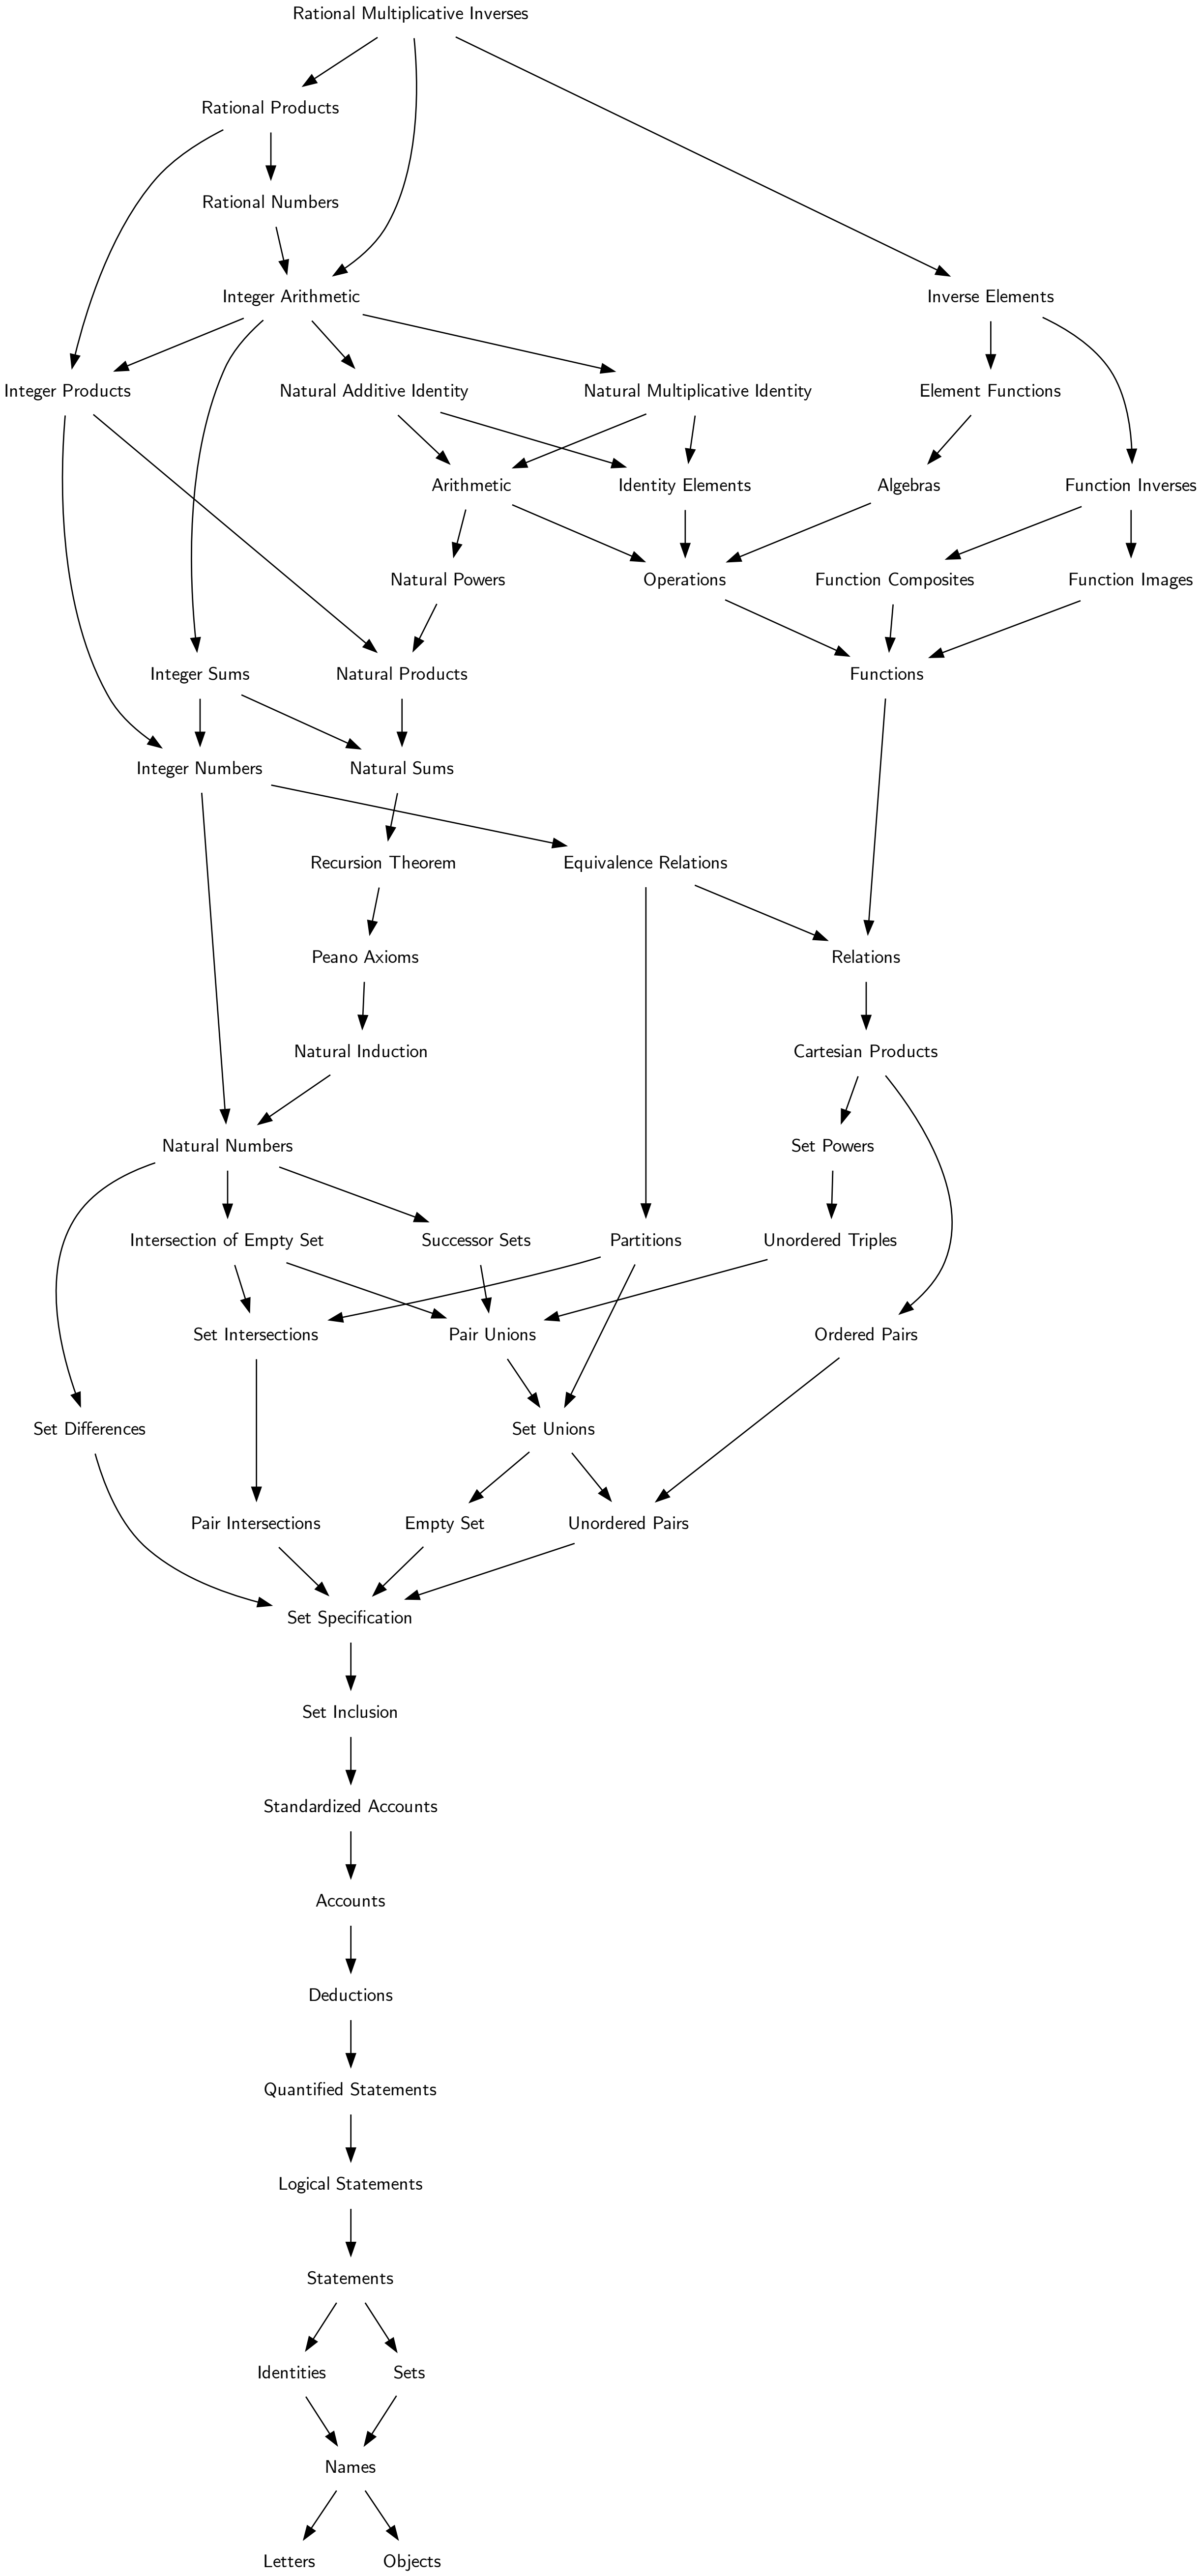 Rational Multiplicative Inverses
Rational Products
Rational Numbers
Integer Arithmetic
Inverse Elements
Integer Products
Natural Additive Identity
Natural Multiplicative Identity
Element Functions
Arithmetic
Identity Elements
Algebras
Function Inverses
Natural Powers
Operations
Function Composites
Function Images
Integer Sums
Natural Products
Functions
Integer Numbers
Natural Sums
Recursion Theorem
Equivalence Relations
Peano Axioms
Relations
Natural Induction
Cartesian Products
Natural Numbers
Set Powers
Intersection of Empty Set
Successor Sets
Partitions
Unordered Triples
Set Intersections
Pair Unions
Ordered Pairs
Set Differences
Set Unions
Pair Intersections
Empty Set
Unordered Pairs
Set Specification
Set Inclusion
Standardized Accounts
Accounts
Deductions
Quantified Statements
Logical Statements
Statements
Identities
Sets
Names
Letters
Objects